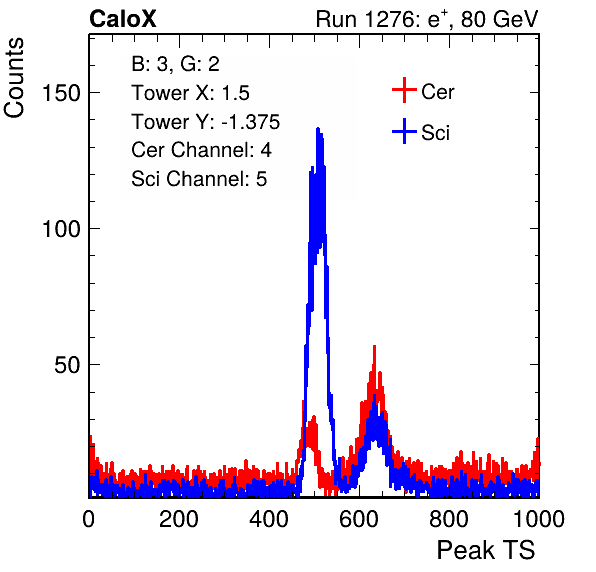 CaloX Run 1276: e⁺, 80 GeV
Counts
B: 3, G: 2
Tower X: 1.5
Tower Y: -1.375
Cer Channel: 4
Sci Channel: 5
Cer
Sci
150
100
50
0 200 400 600 800 1000
Peak TS